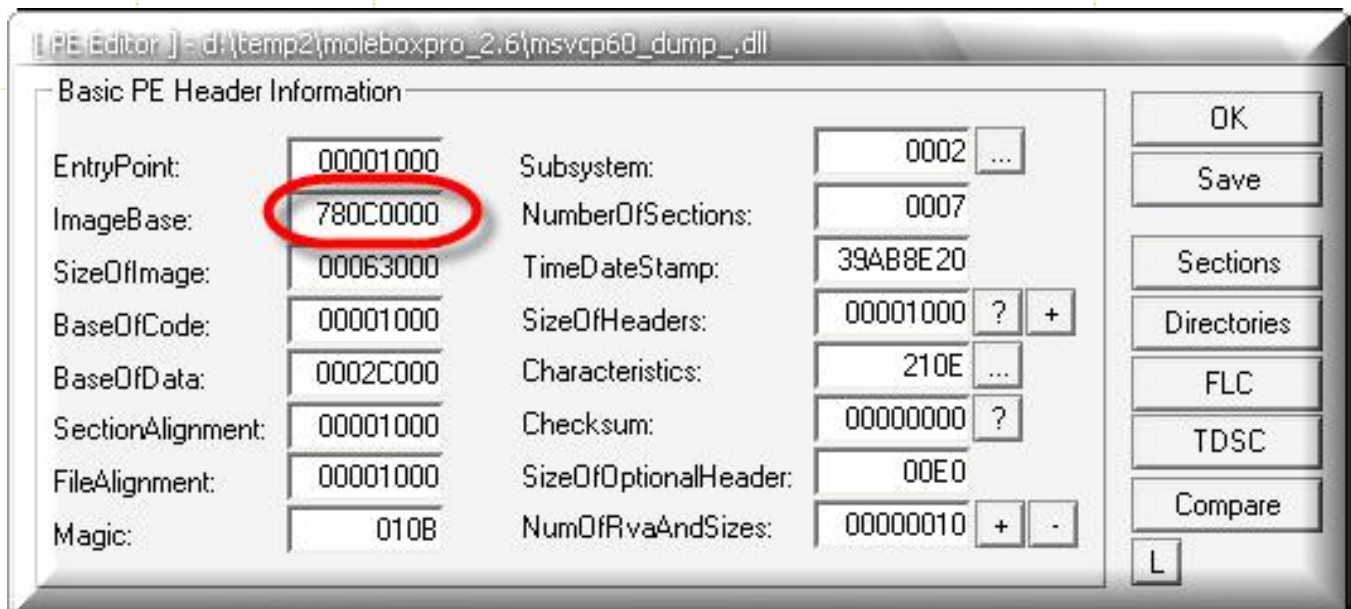 [ PE Editor ] - d:\temp2\moleboxpro_2.6\msvcp60_dump_.dll
Basic PE Header Information
EntryPoint: 00001000
ImageBase: 780C0000
SizeOfImage: 00063000
BaseOfCode: 00001000
BaseOfData: 0002C000
SectionAlignment: 00001000
FileAlignment: 00001000
Magic: 010B
Subsystem: 0002 ...
NumberOfSections: 0007
TimeDateStamp: 39AB8E20
SizeOfHeaders: 00001000 ? +
Characteristics: 210E ...
Checksum: 00000000 ?
SizeOfOptionalHeader: 00E0
NumOfRvaAndSizes: 00000010 + -
OK
Save
Sections
Directories
FLC
TDSC
Compare
L